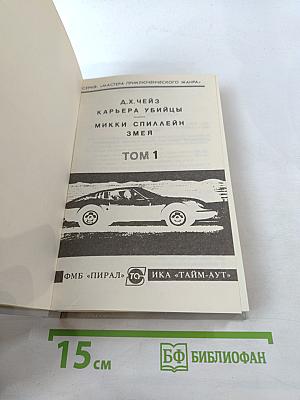 СЕРИЯ: «МАСТЕРА ПРИКЛЮЧЕНЧЕСКОГО ЖАНРА»
Д.Х.ЧЕЙЗ
КАРЬЕРА УБИЙЦЫ
МИККИ СПИЛЛЕЙН
ЗМЕЯ
ТОМ 1
ФМБ «ПИРАЛ» ТО ИКА «ТАЙМ-АУТ»
15 см БФ БИБЛИОФАН